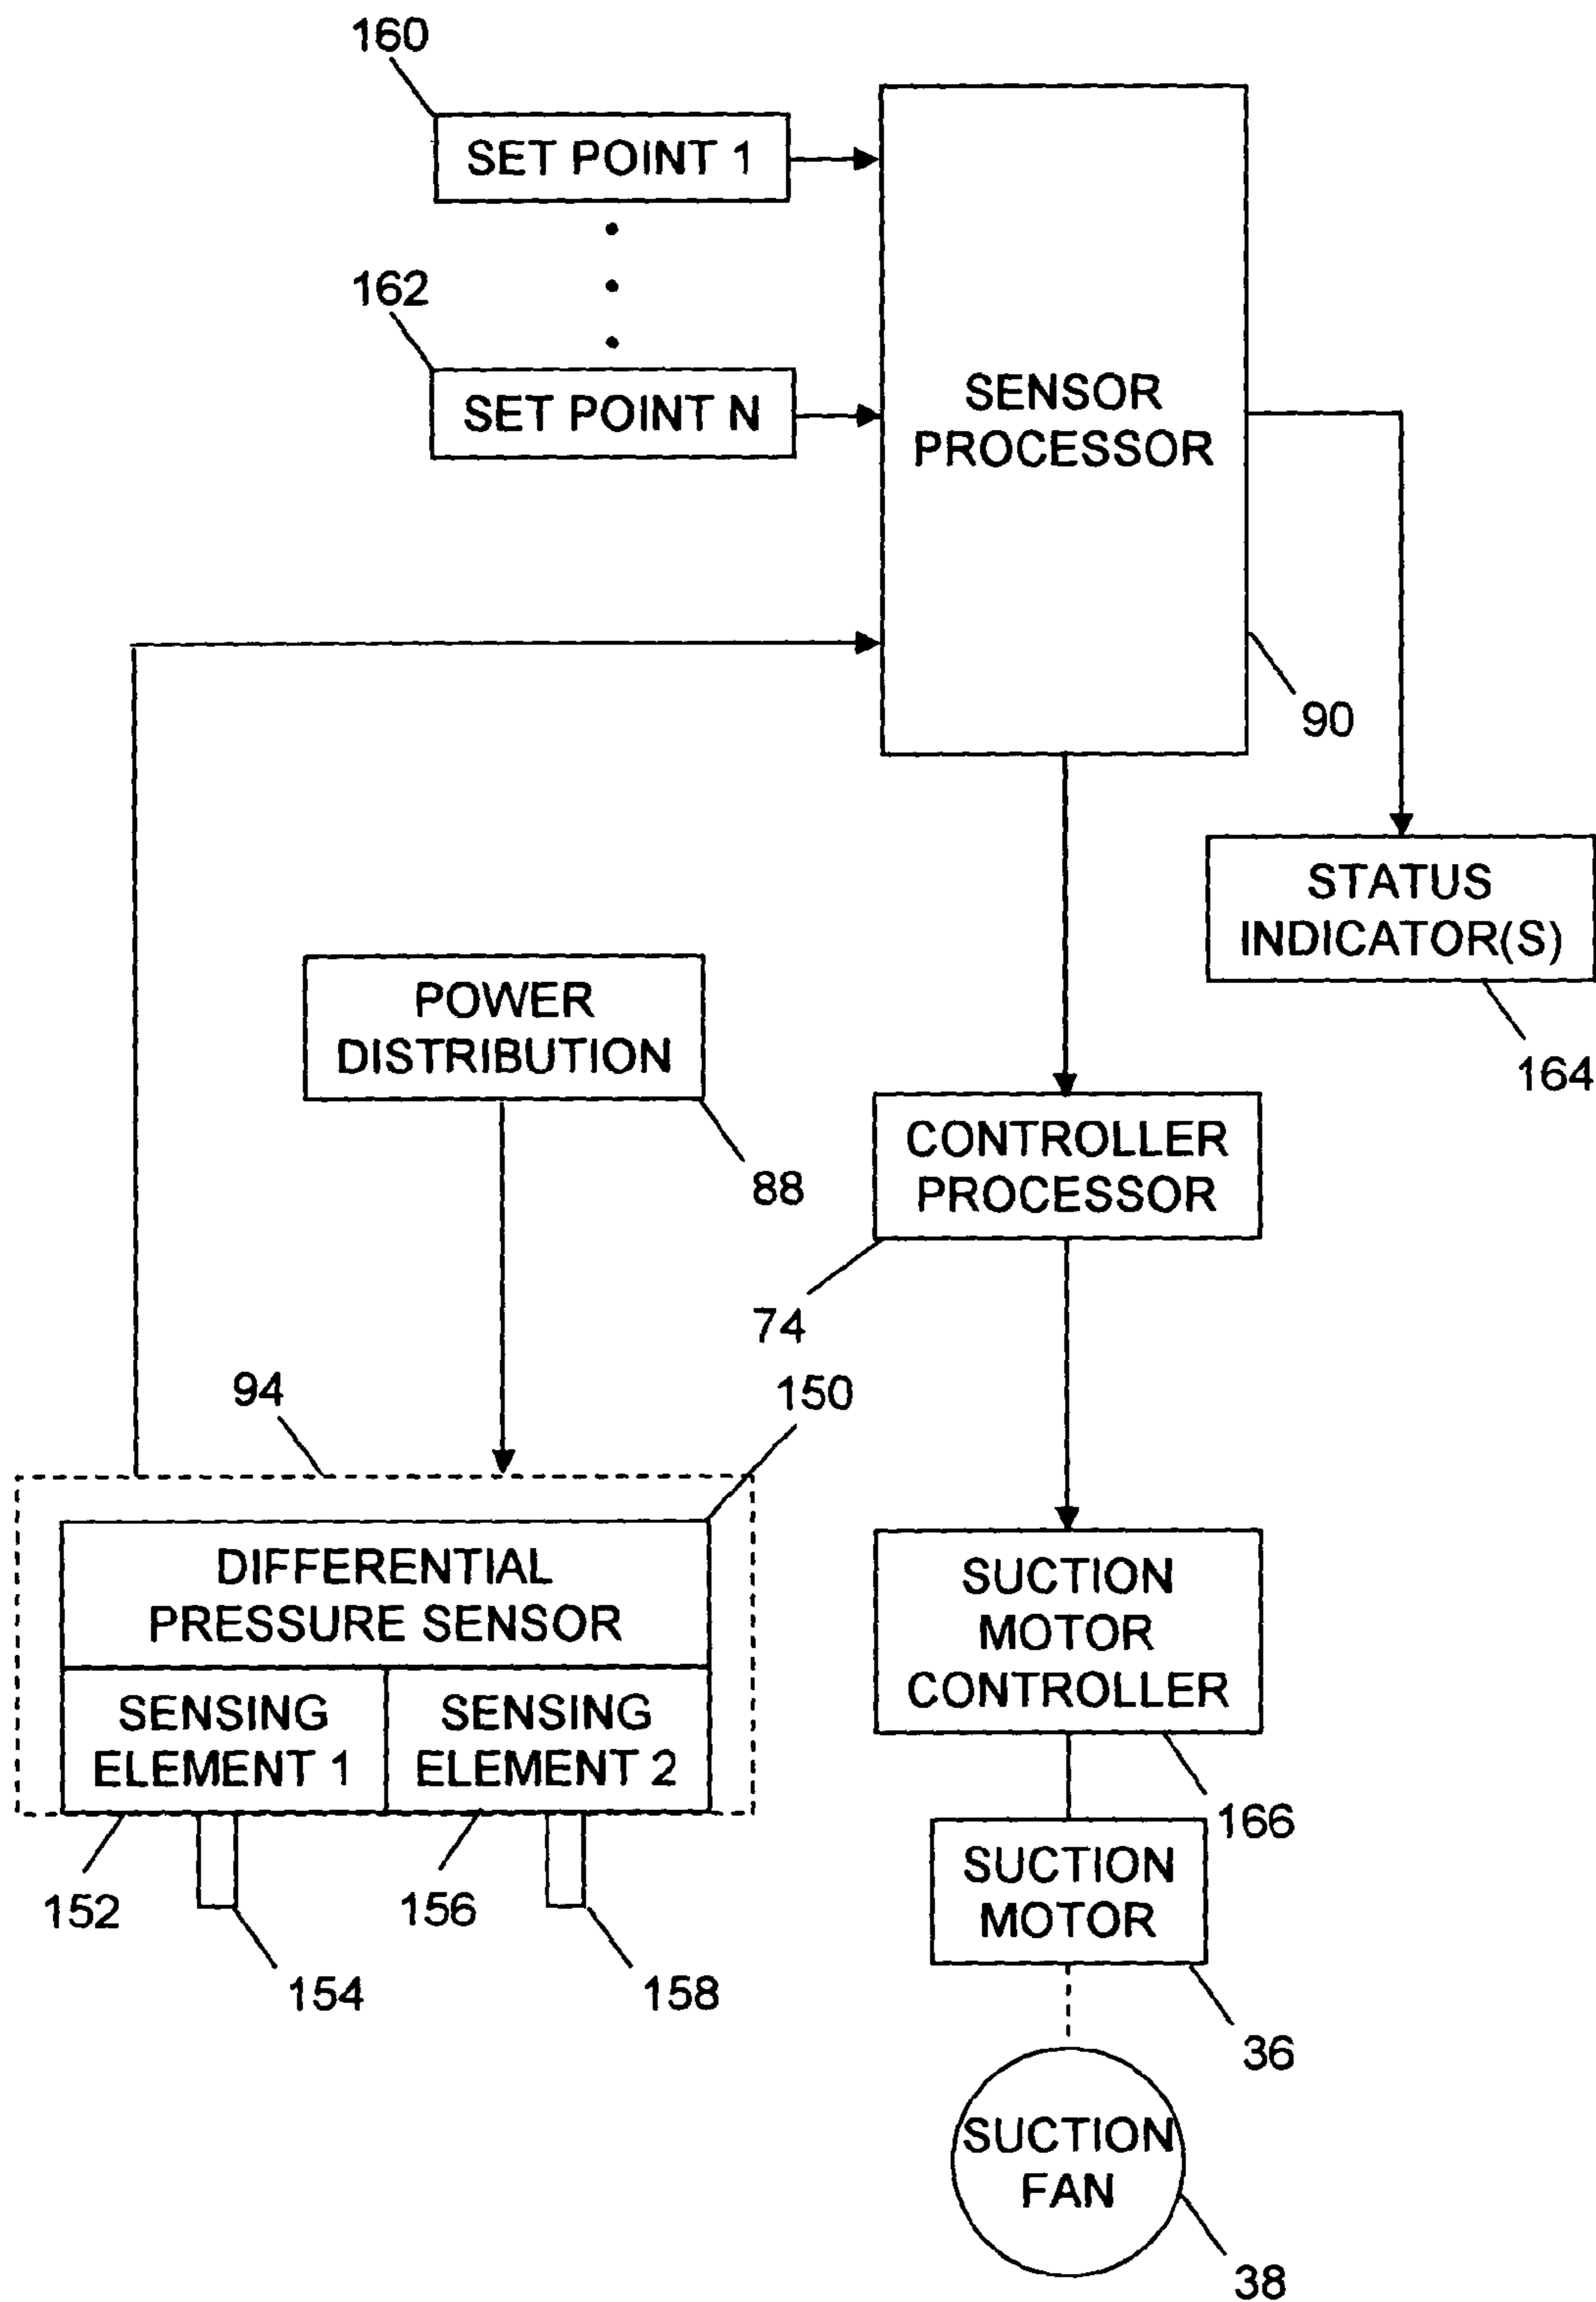 160
SET POINT 1
162
SET POINT N
SENSOR
PROCESSOR
90
STATUS
INDICATOR(S)
164
POWER
DISTRIBUTION
88
CONTROLLER
PROCESSOR
74
94
150
DIFFERENTIAL
PRESSURE SENSOR
SENSING
ELEMENT 1
SENSING
ELEMENT 2
152
154
156
158
SUCTION
MOTOR
CONTROLLER
166
SUCTION
MOTOR
36
SUCTION
FAN
38